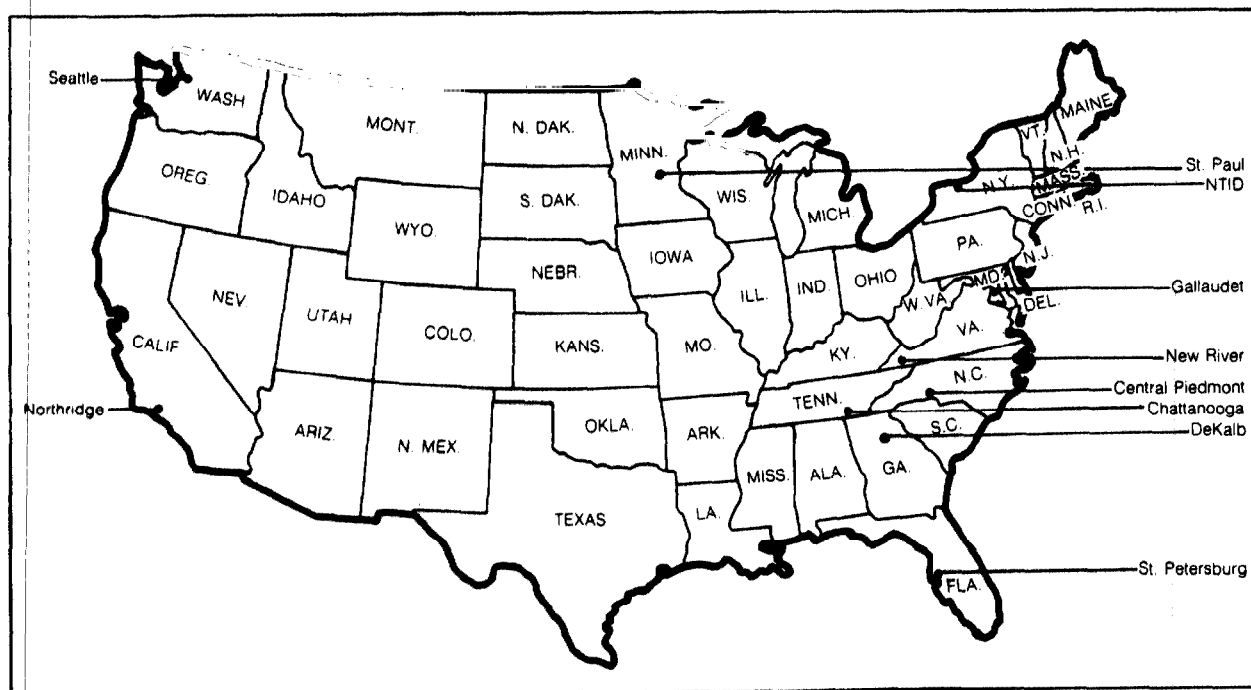 Seattle
WASH
MONT.
N. DAK.
MINN.
VT.
MAINE
N.H.
St. Paul
OREG.
IDAHO
S. DAK.
WIS.
MICH
N.Y.
MASS.
NTID
CONN.
R.I.
WYO.
IOWA
PA.
N.J.
NEBR.
NEV.
UTAH
COLO.
ILL.
IND.
OHIO
W. VA.
MD.
DEL.
Gallaudet
CALIF
KANS.
MO.
KY.
VA.
New River
N.C.
Central Piedmont
Northridge
TENN.
Chattanooga
ARIZ.
N. MEX.
OKLA.
ARK.
S.C.
DeKalb
MISS.
ALA.
GA.
TEXAS
LA.
FLA.
St. Petersburg